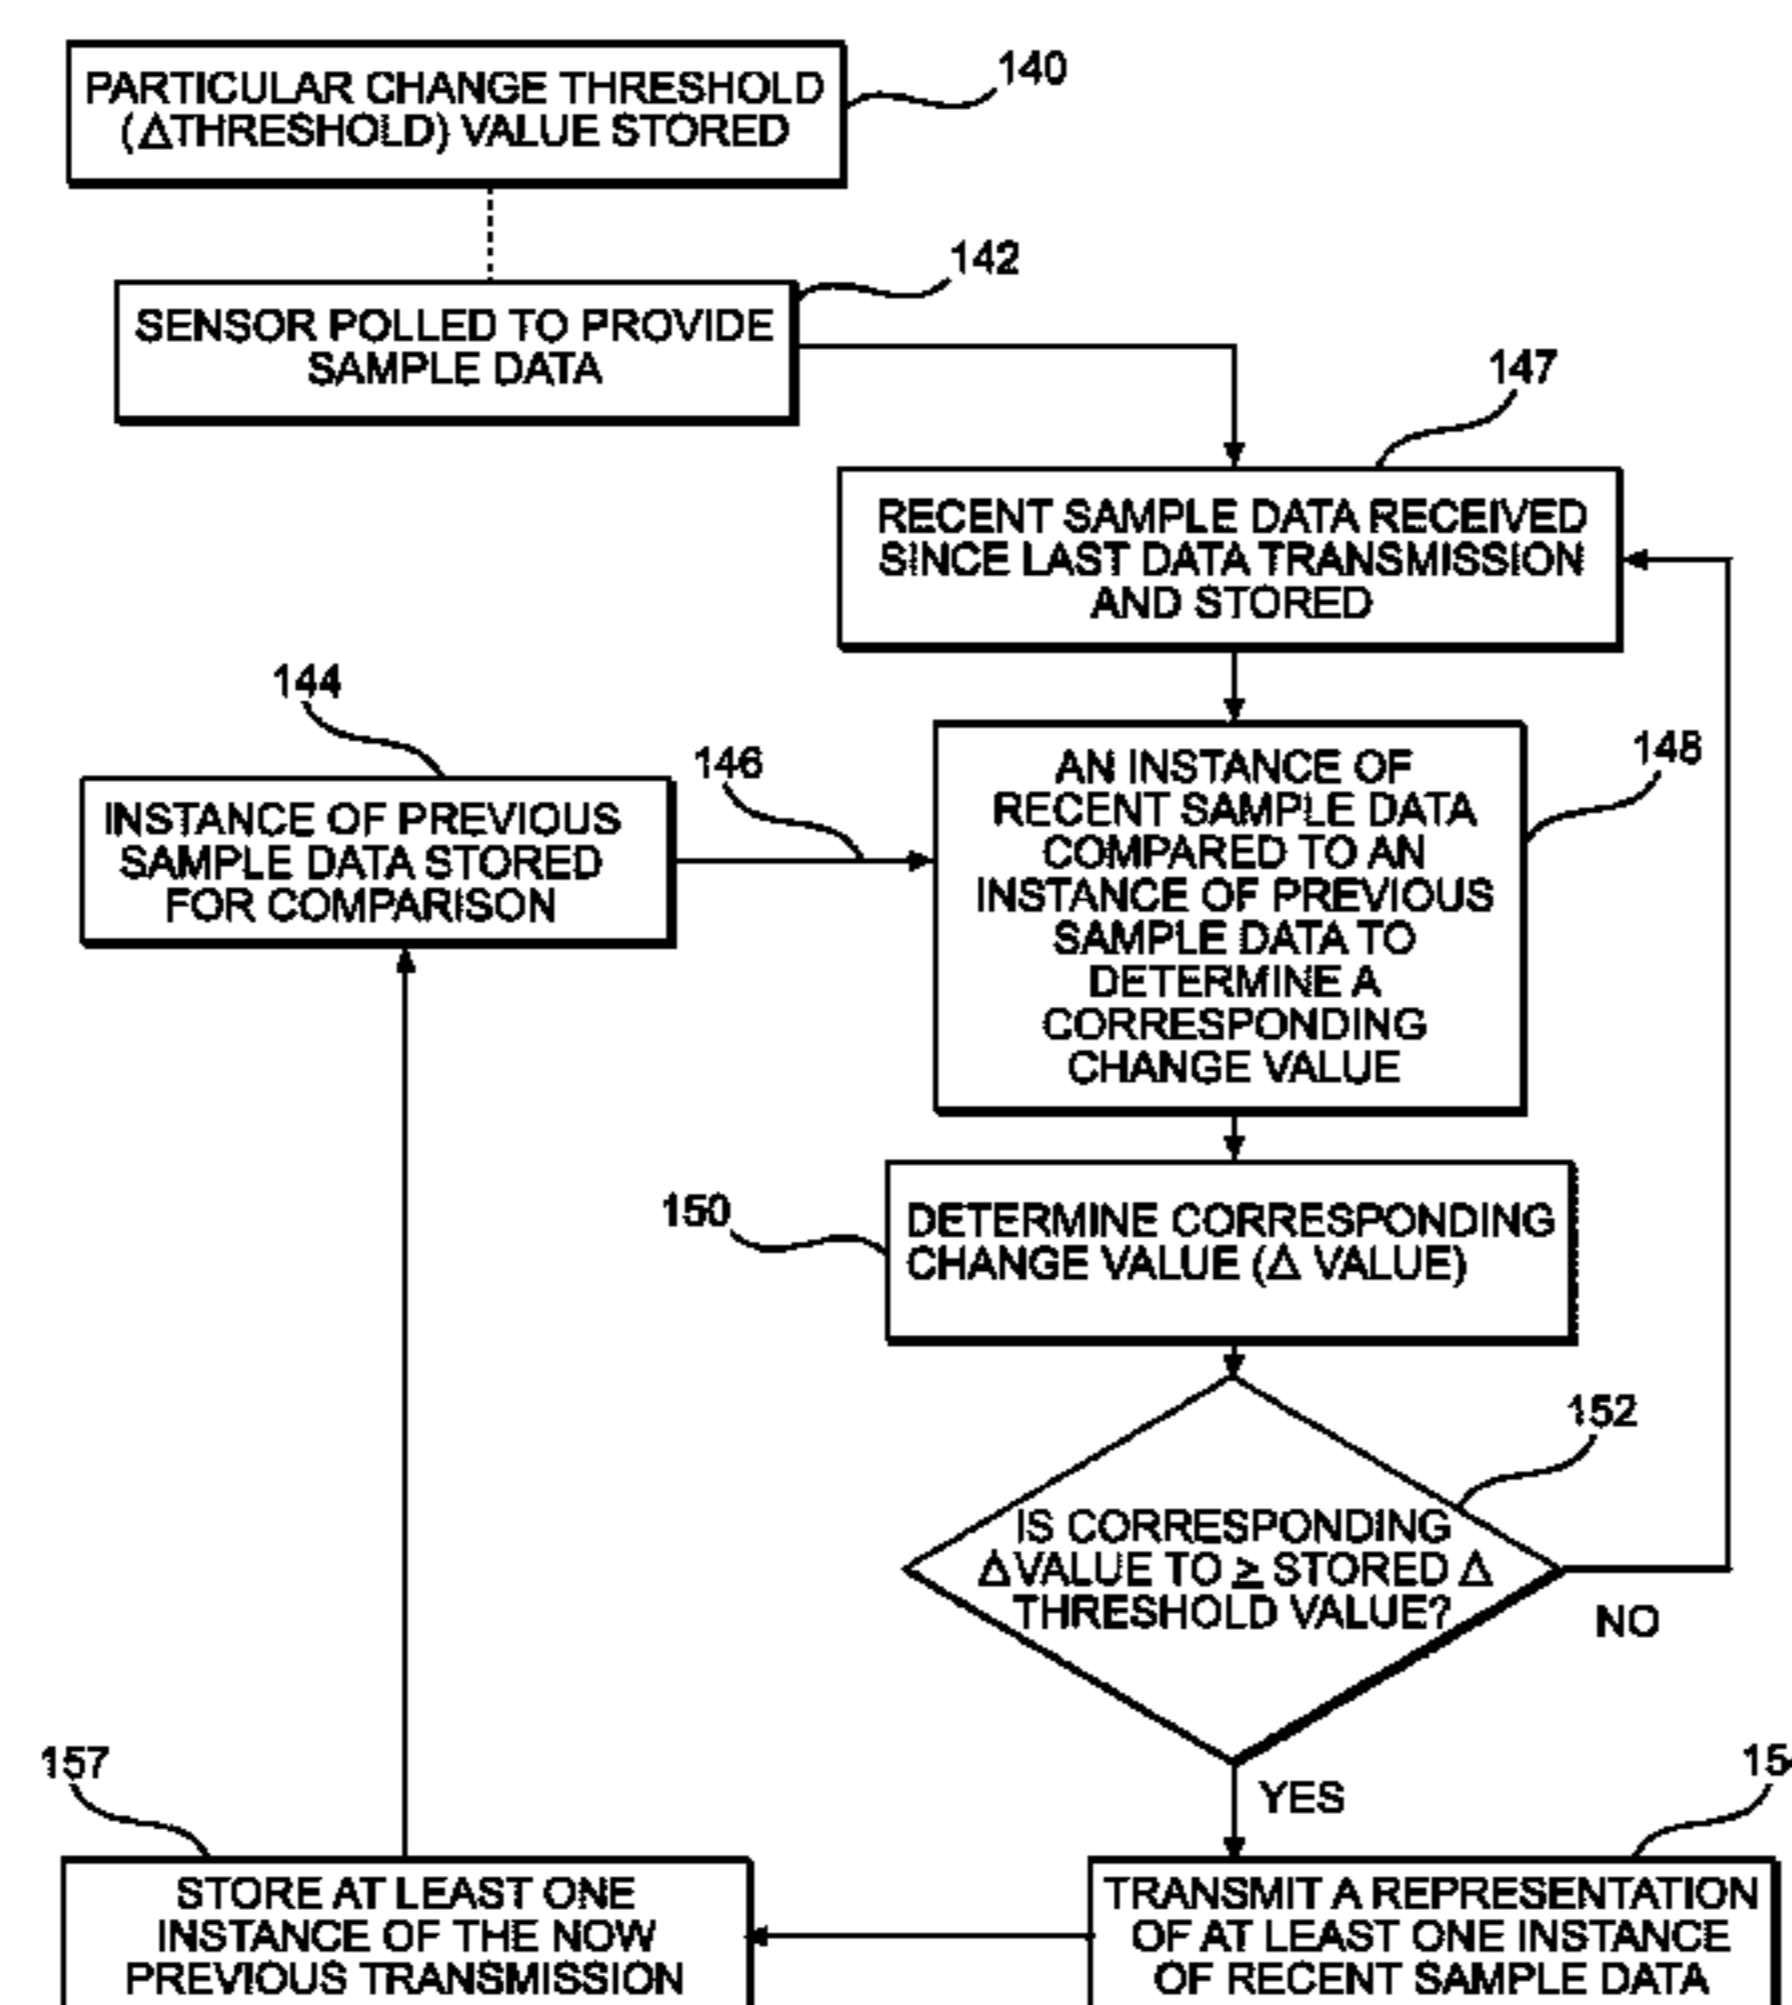 140
PARTICULAR CHANGE THRESHOLD
(ΔTHRESHOLD) VALUE STORED
142
SENSOR POLLED TO PROVIDE
SAMPLE DATA
147
RECENT SAMPLE DATA RECEIVED
SINCE LAST DATA TRANSMISSION
AND STORED
144
INSTANCE OF PREVIOUS
SAMPLE DATA STORED
FOR COMPARISON
146
148
AN INSTANCE OF
RECENT SAMPLE DATA
COMPARED TO AN
INSTANCE OF PREVIOUS
SAMPLE DATA TO
DETERMINE A
CORRESPONDING
CHANGE VALUE
150
DETERMINE CORRESPONDING
CHANGE VALUE (Δ VALUE)
152
IS CORRESPONDING
Δ VALUE TO ≥ STORED Δ
THRESHOLD VALUE?
NO
YES
157
STORE AT LEAST ONE
INSTANCE OF THE NOW
PREVIOUS TRANSMISSION
TRANSMIT A REPRESENTATION
OF AT LEAST ONE INSTANCE
OF RECENT SAMPLE DATA